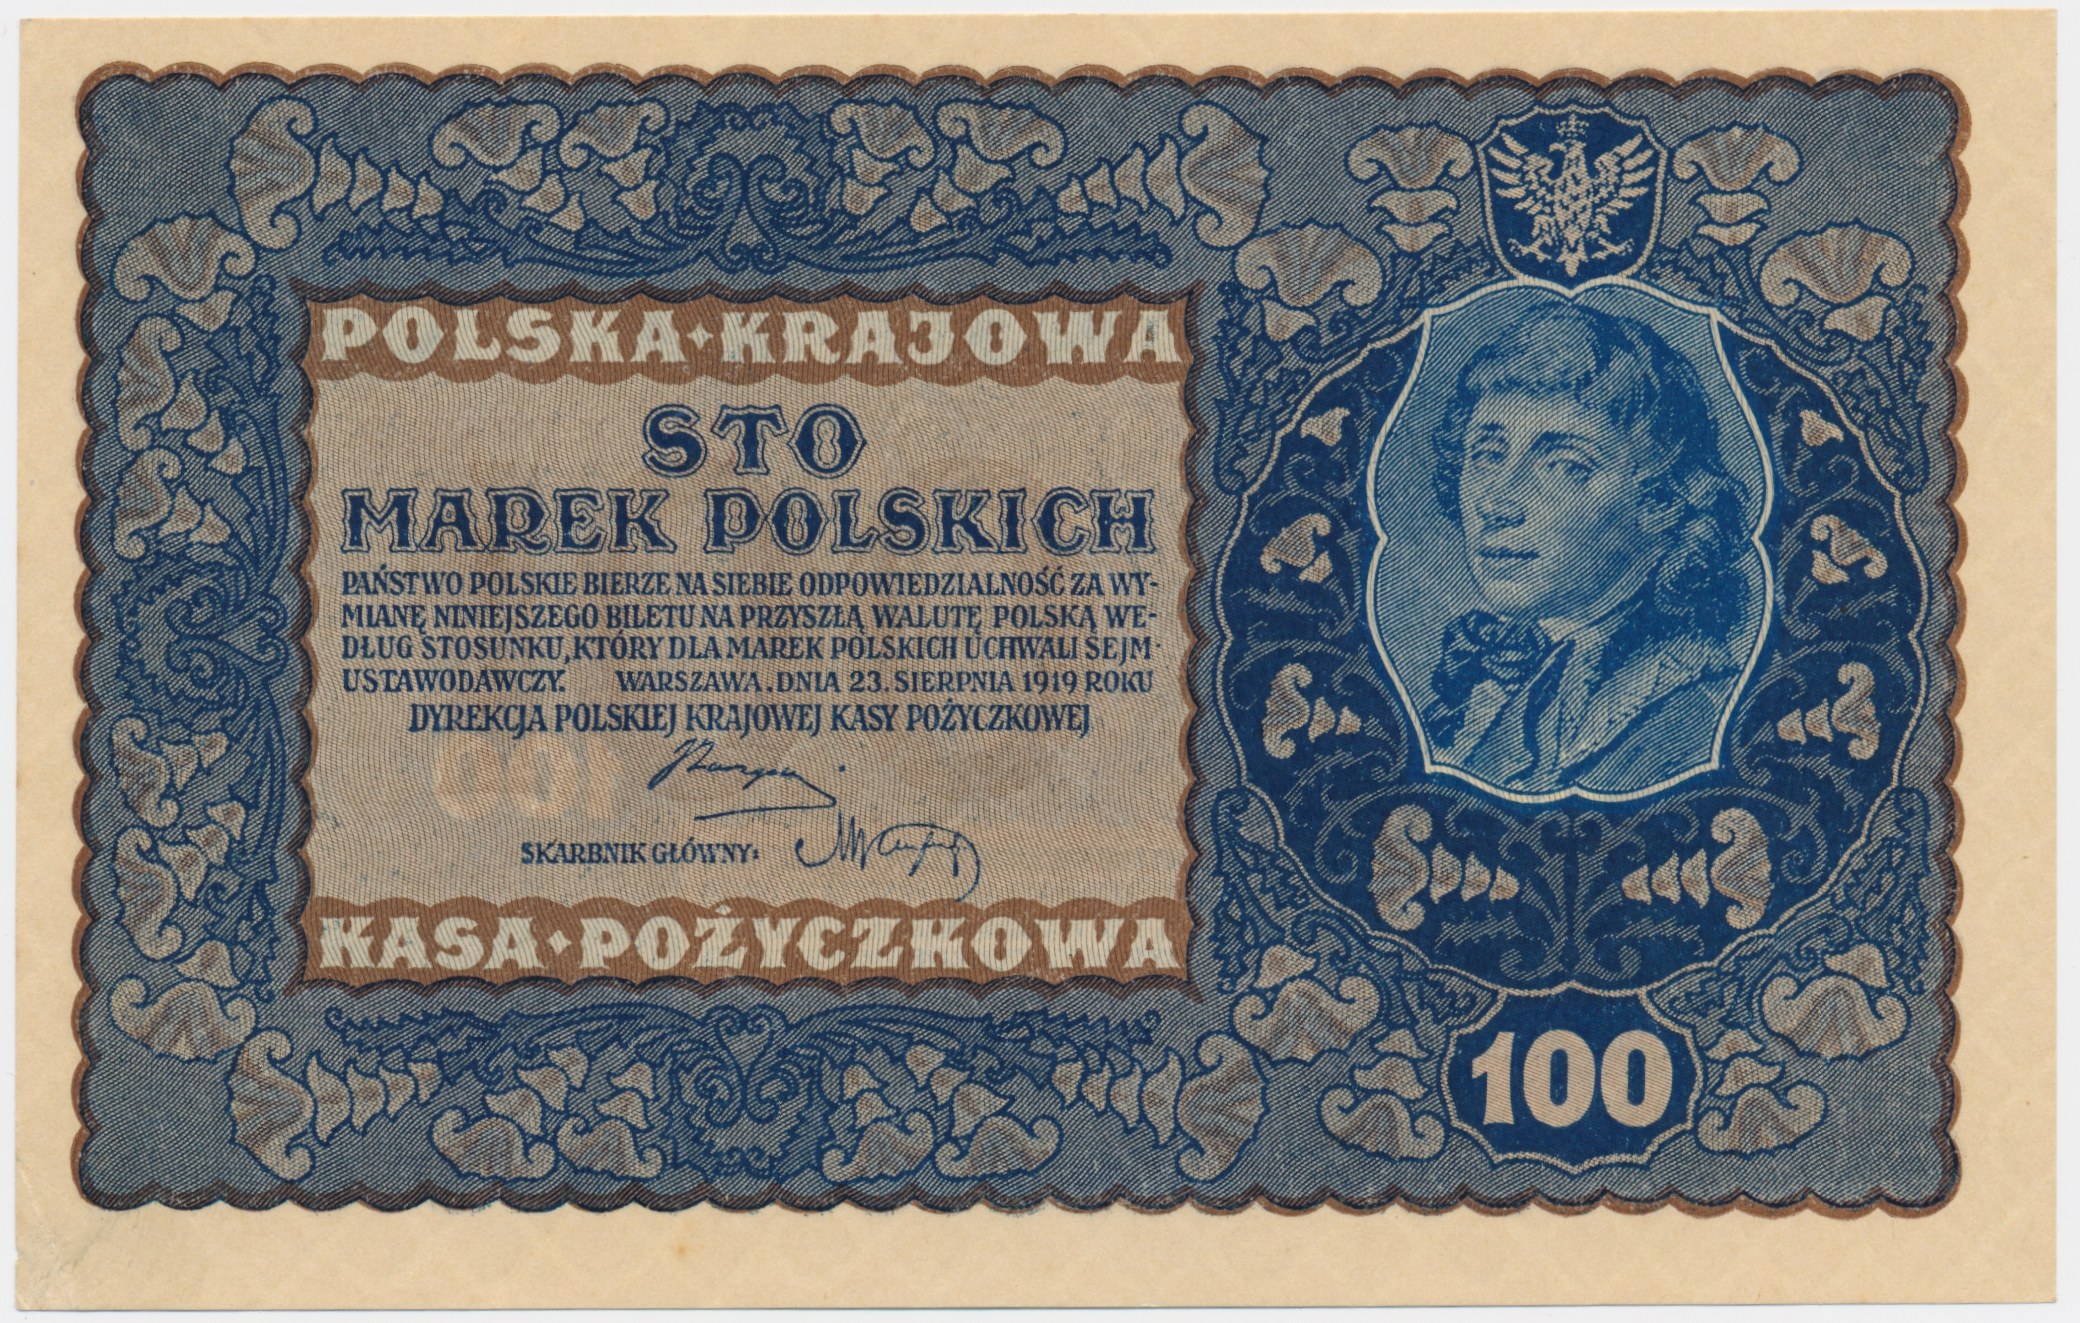 POLSKA·KRAJOWA
STO
MAREK POLSKICH
PAŃSTWO POLSKIE BIERZE NA SIEBIE ODPOWIEDZIALNOŚĆ ZA WY-
MIANĘ NINIEJSZEGO BILETU NA PRZYSZŁĄ WALUTĘ POLSKĄ WE-
DŁUG STOSUNKU, KTÓRY DLA MAREK POLSKICH UCHWALI SEJM-
USTAWODAWCZY. WARSZAWA, DNIA 23. SIERPNIA 1919 ROKU
DYREKCJA POLSKIEJ KRAJOWEJ KASY POŻYCZKOWEJ
SKARBNIK GŁÓWNY:
KASA·POŻYCZKOWA
100